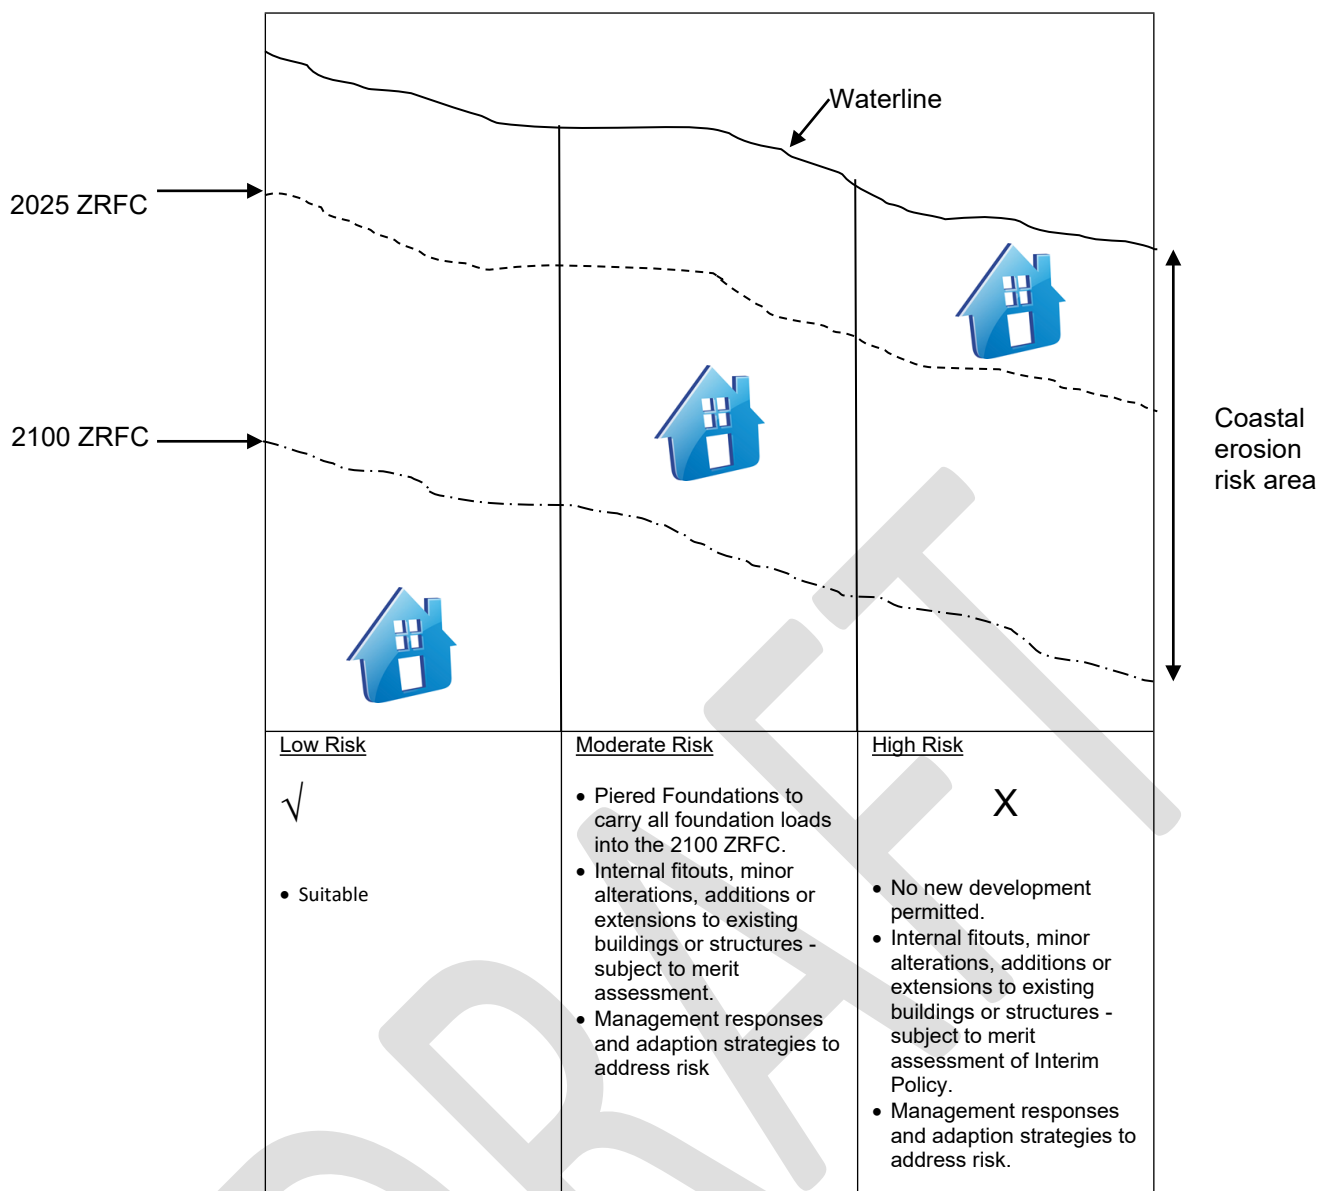 Waterline
2025 ZRFC
2100 ZRFC
Coastal
erosion
risk area
Low Risk
√
• Suitable
Moderate Risk
• Piered Foundations to
carry all foundation loads
into the 2100 ZRFC.
• Internal fitouts, minor
alterations, additions or
extensions to existing
buildings or structures -
subject to merit
assessment.
• Management responses
and adaption strategies to
address risk
High Risk
X
• No new development
permitted.
• Internal fitouts, minor
alterations, additions or
extensions to existing
buildings or structures -
subject to merit
assessment of Interim
Policy.
• Management responses
and adaption strategies to
address risk.
DRAFT